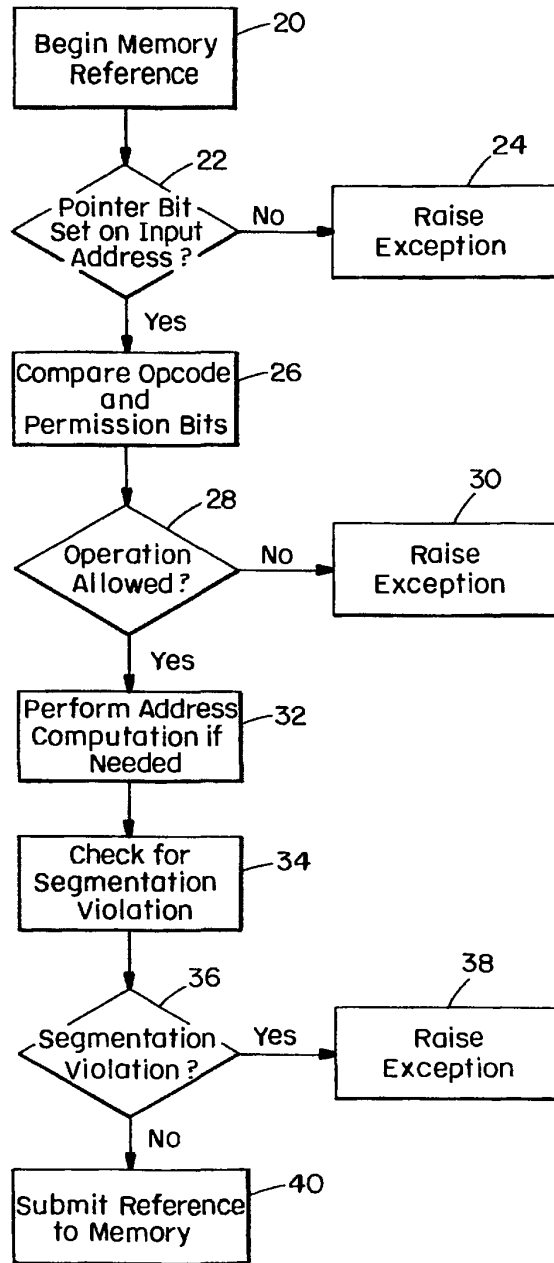 20
Begin Memory
Reference
22
24
Pointer Bit
Set on Input
Address?
No
Raise
Exception
Yes
Compare Opcode
and
Permission Bits
26
28
30
Operation
Allowed?
No
Raise
Exception
Yes
Perform Address
Computation if
Needed
32
Check for
Segmentation
Violation
34
36
38
Segmentation
Violation?
Yes
Raise
Exception
No
Submit Reference
to Memory
40